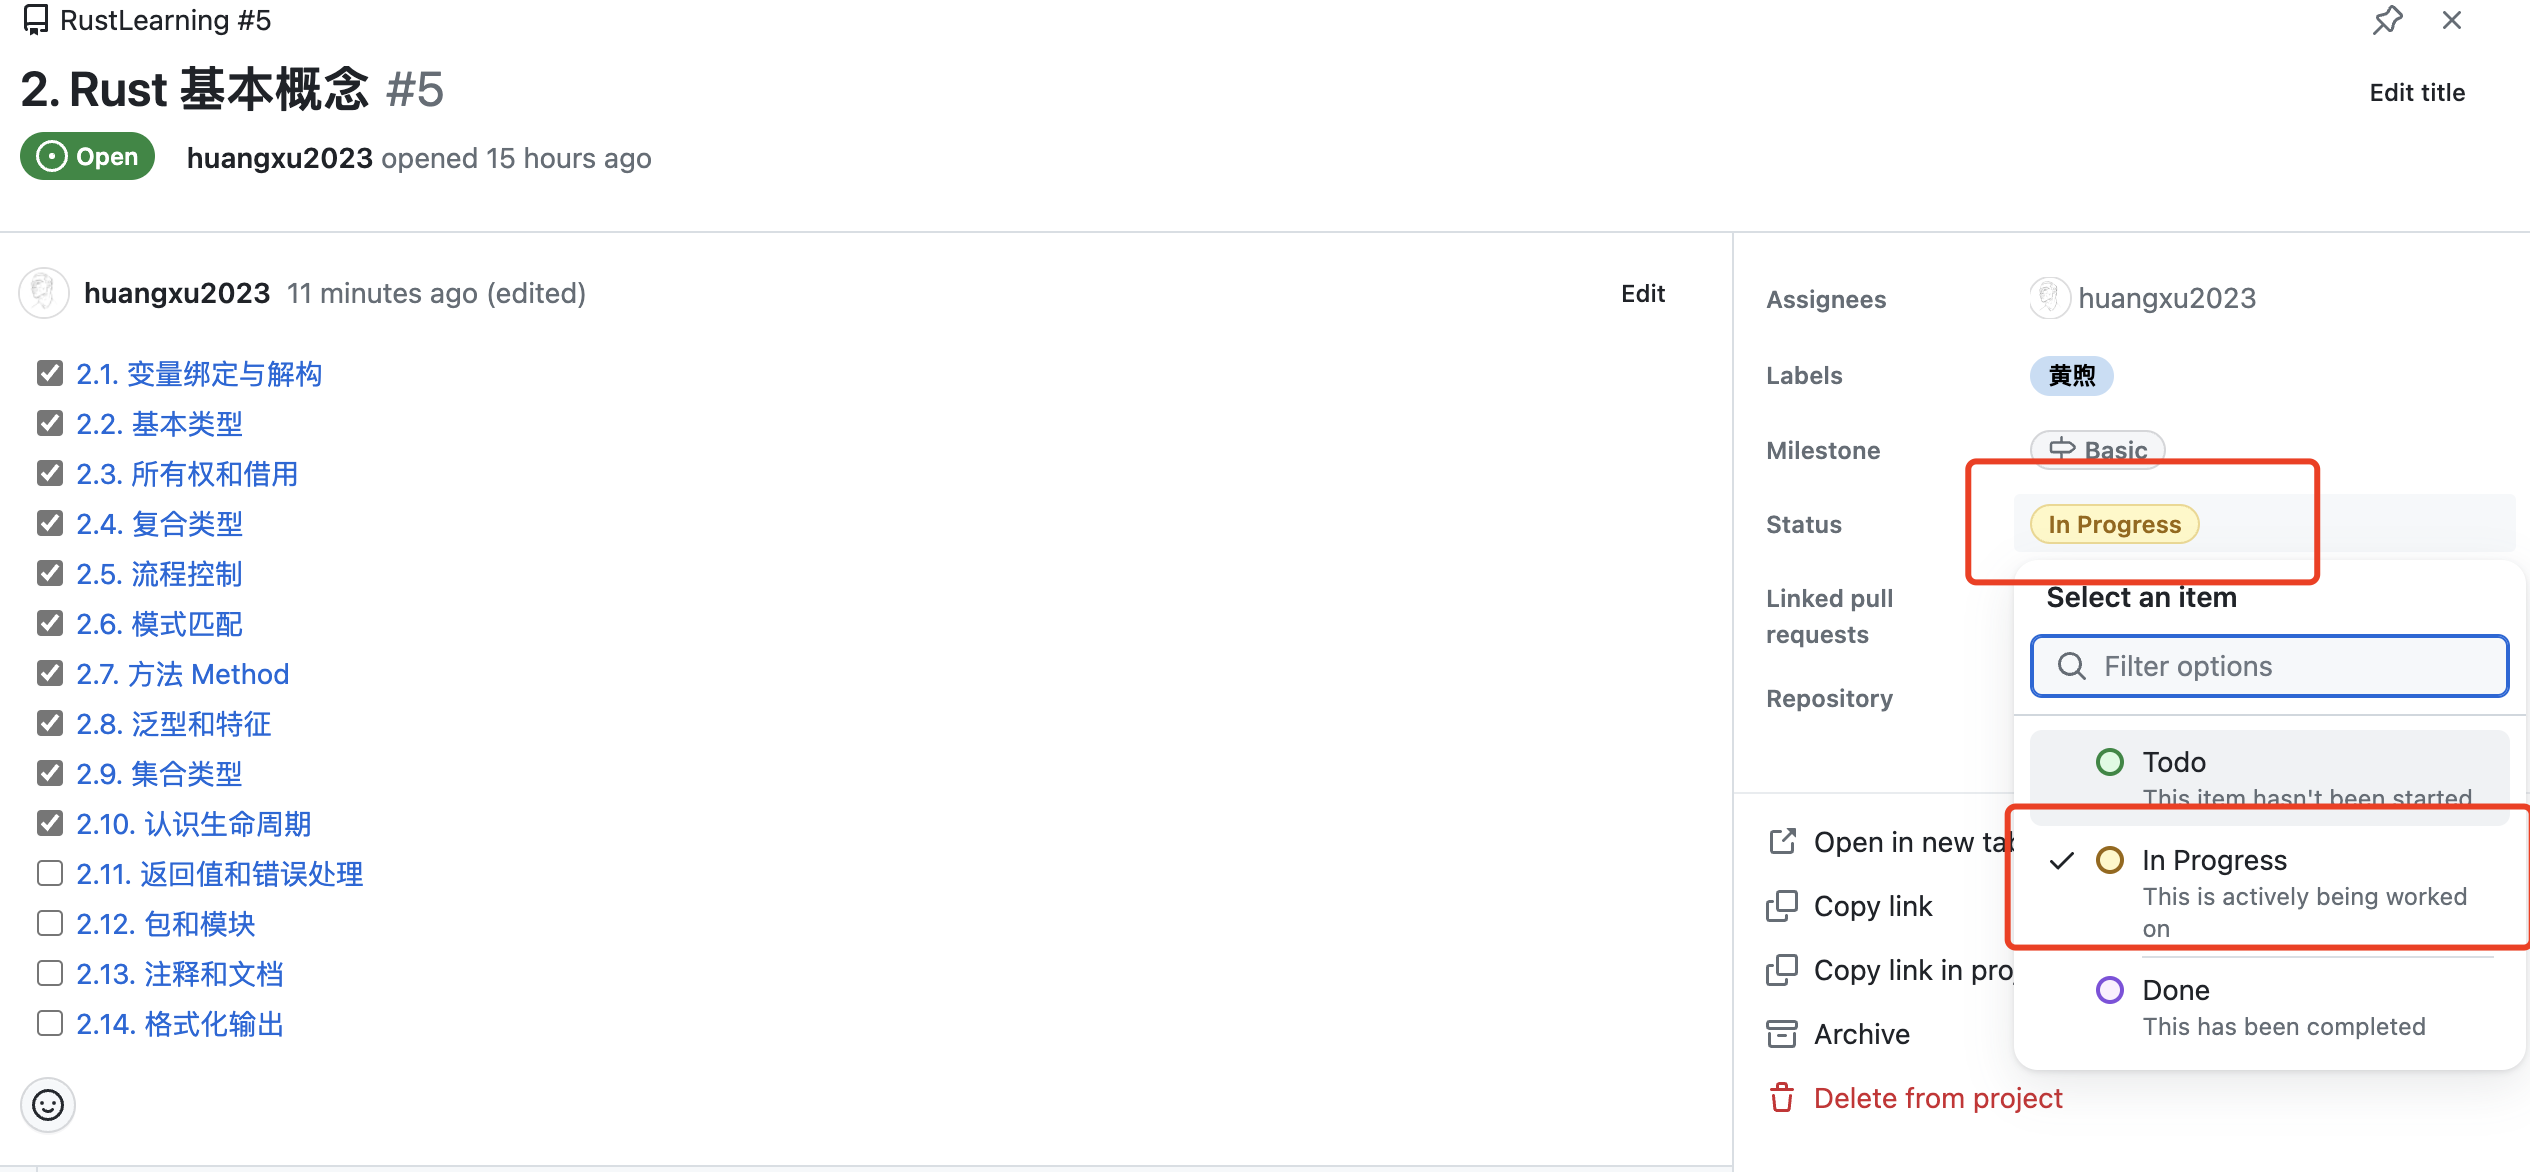 RustLearning #5
2. Rust 基本概念 #5
Edit title
Open
huangxu2023 opened 15 hours ago
huangxu2023 11 minutes ago (edited)
Edit
2.1. 变量绑定与解构
2.2. 基本类型
2.3. 所有权和借用
2.4. 复合类型
2.5. 流程控制
2.6. 模式匹配
2.7. 方法 Method
2.8. 泛型和特征
2.9. 集合类型
2.10. 认识生命周期
2.11. 返回值和错误处理
2.12. 包和模块
2.13. 注释和文档
2.14. 格式化输出
Assignees
huangxu2023
Labels
黄煦
Milestone
Basic
Status
In Progress
Linked pull
requests
Repository
Select an item
Filter options
Todo
This item hasn't been started
In Progress
This is actively being worked
on
Done
This has been completed
Open in new tab
Copy link
Copy link in pro
Archive
Delete from project